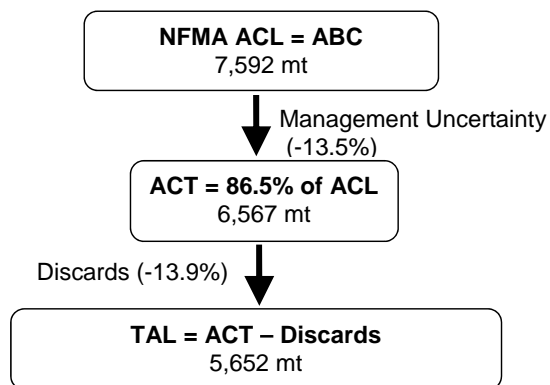 NFMA ACL = ABC
7,592 mt
Management Uncertainty
(-13.5%)
ACT = 86.5% of ACL
6,567 mt
Discards (-13.9%)
TAL = ACT – Discards
5,652 mt